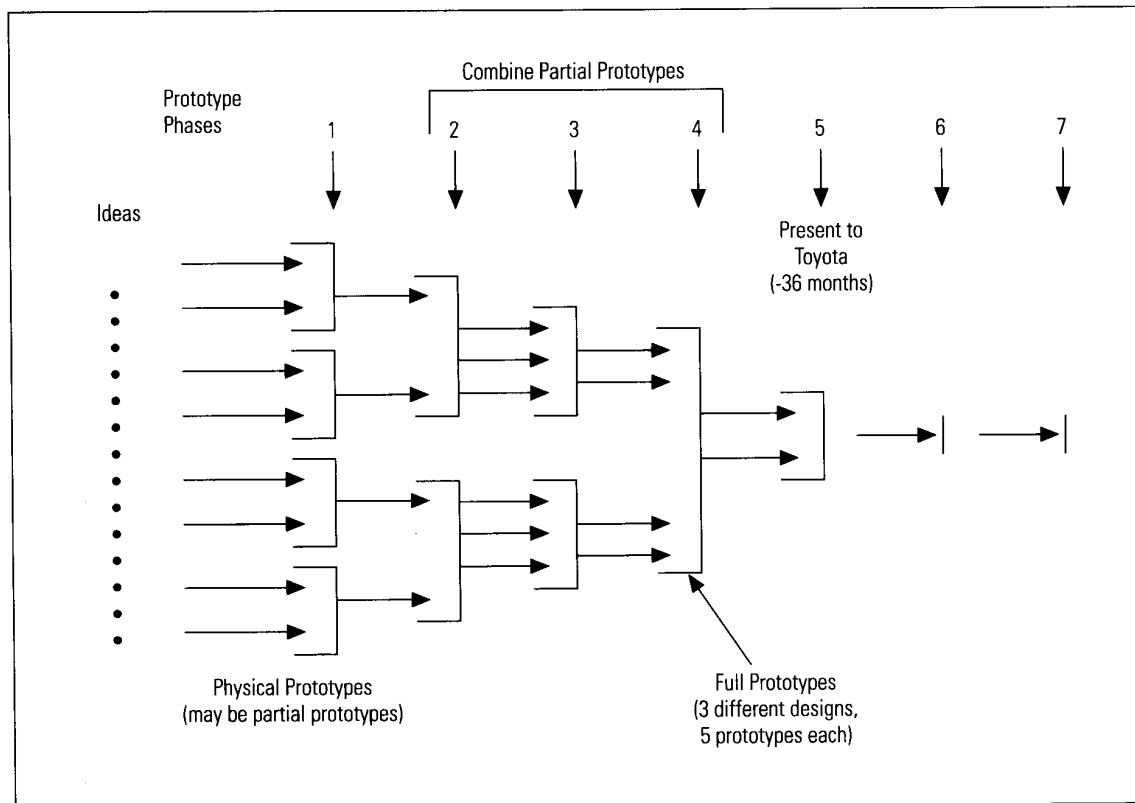 Combine Partial Prototypes
Prototype
Phases
1
2
3
4
5
6
7
Ideas
Present to
Toyota
(-36 months)
Physical Prototypes
(may be partial prototypes)
Full Prototypes
(3 different designs,
5 prototypes each)